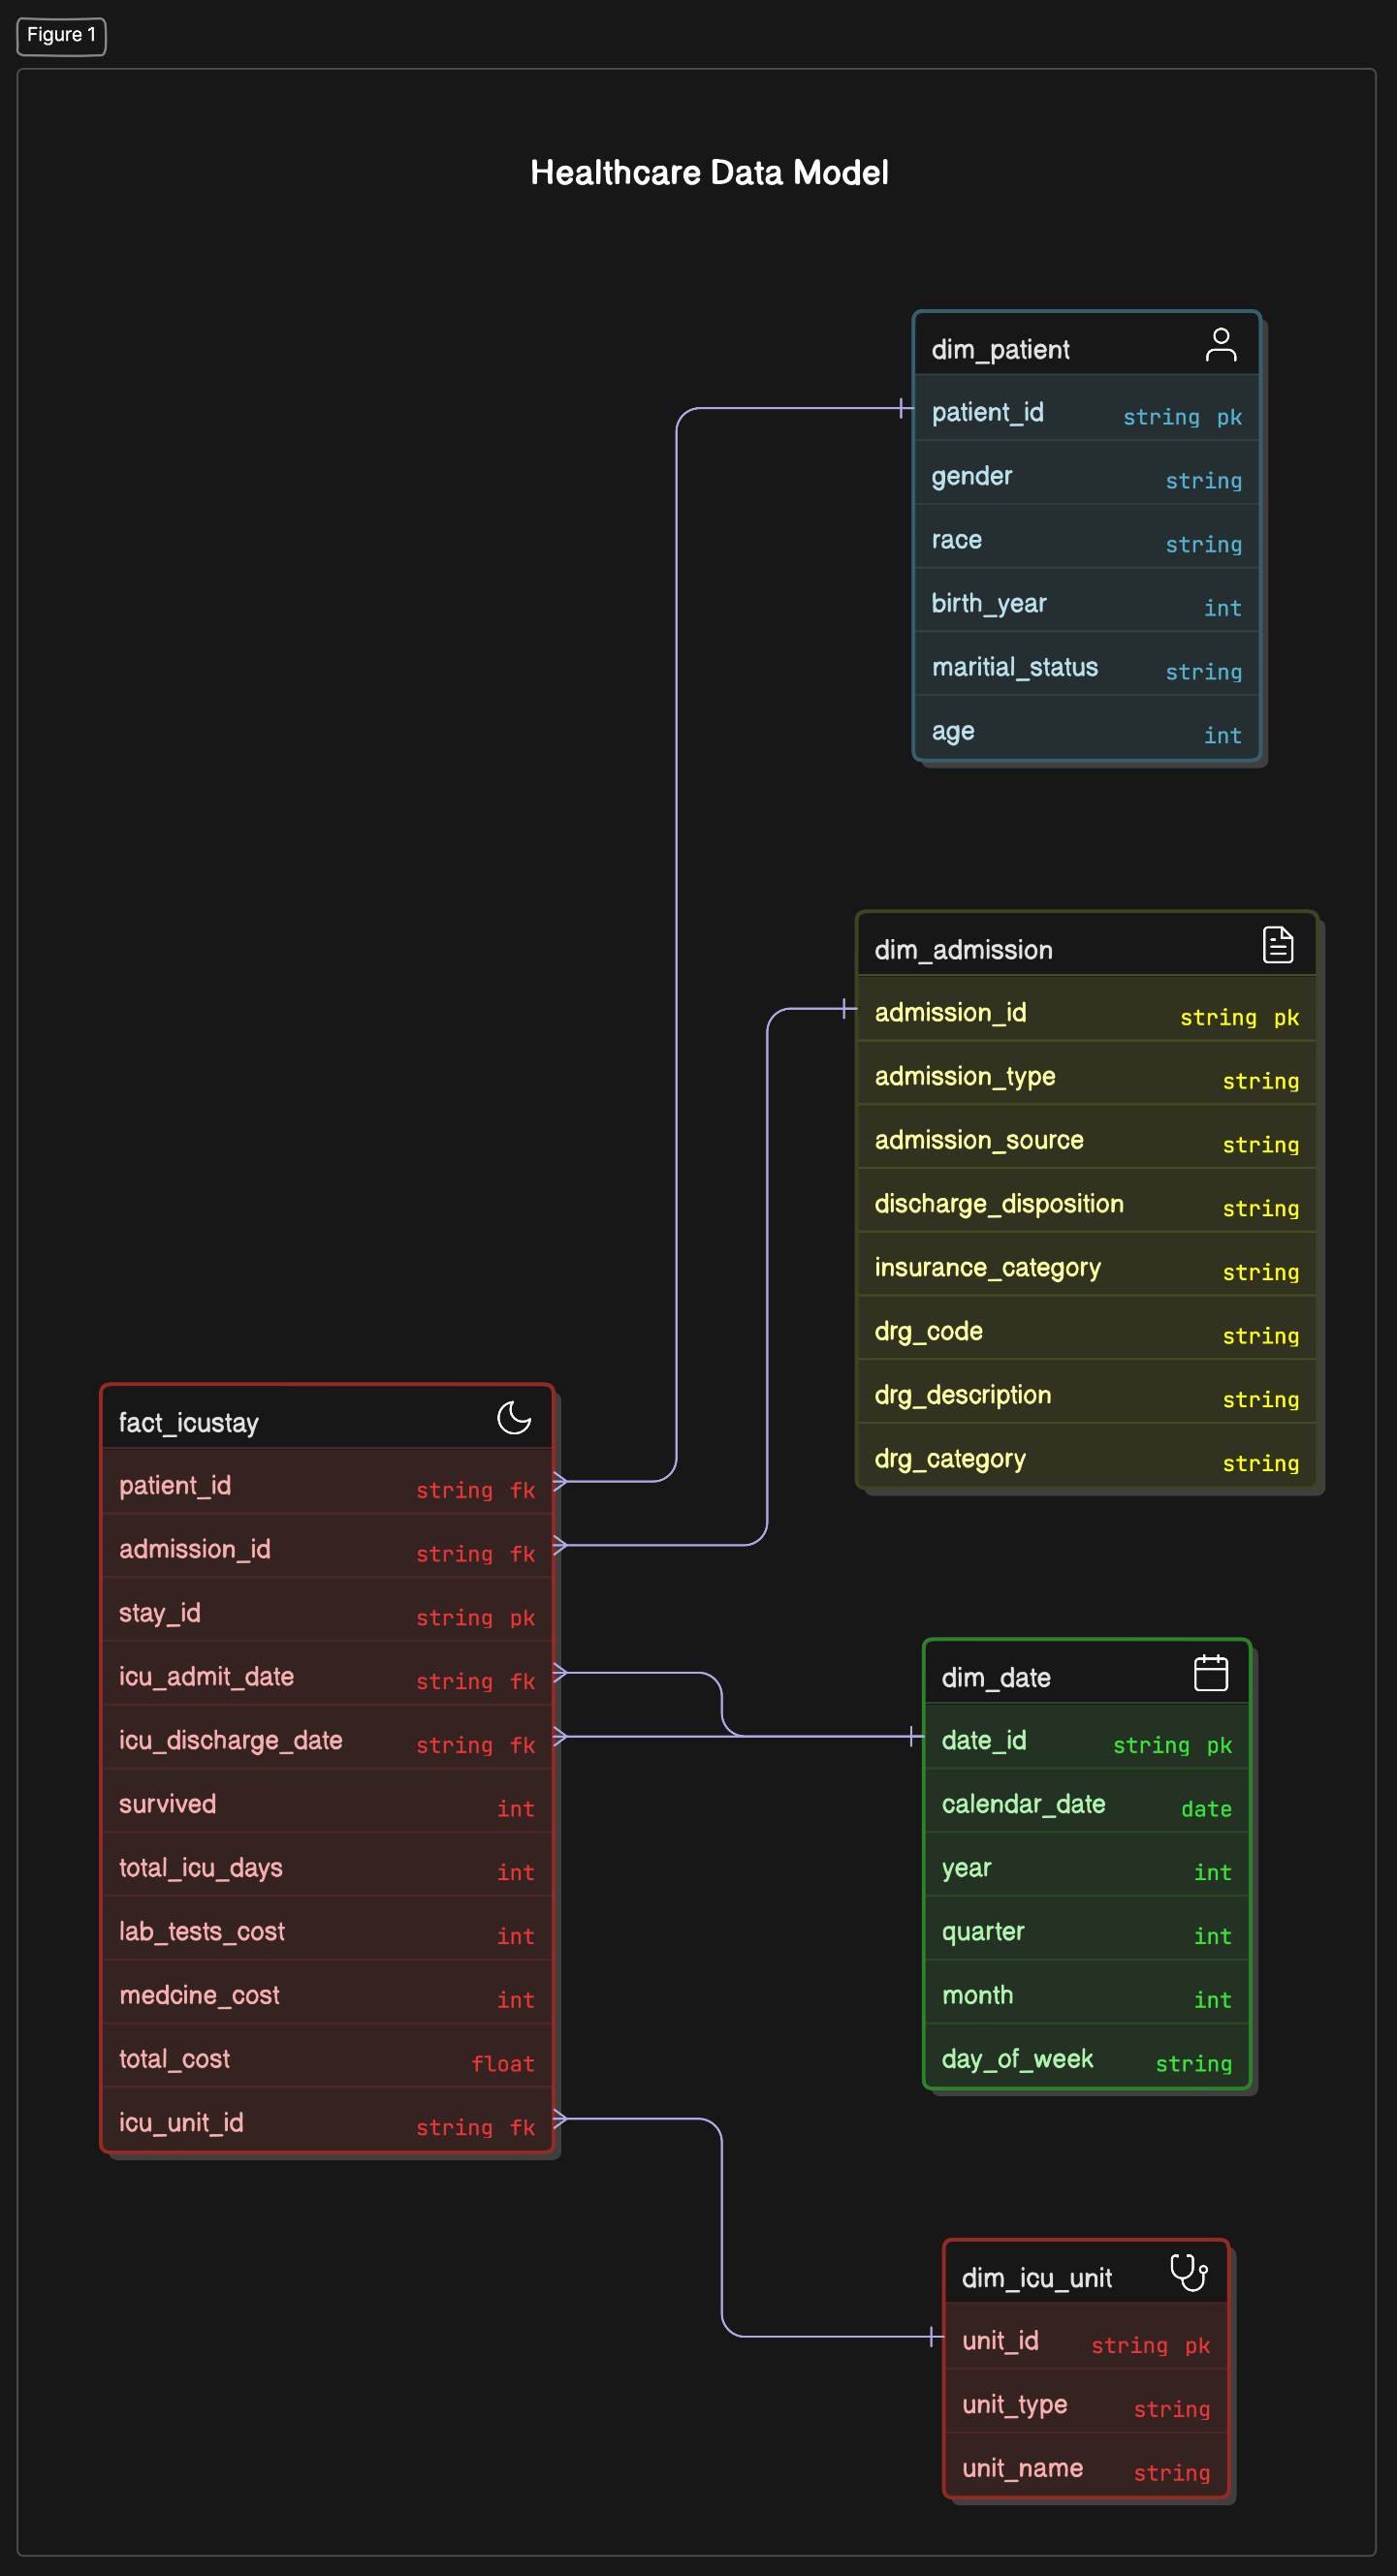 Figure 1
Healthcare Data Model
dim_patient
patient_id string pk
gender string
race string
birth_year int
maritial_status string
age int
dim_admission
admission_id string pk
admission_type string
admission_source string
discharge_disposition string
insurance_category string
drg_code string
drg_description string
drg_category string
fact_icustay
patient_id string fk
admission_id string fk
stay_id string pk
icu_admit_date string fk
icu_discharge_date string fk
survived int
total_icu_days int
lab_tests_cost int
medcine_cost int
total_cost float
icu_unit_id string fk
dim_date
date_id string pk
calendar_date date
year int
quarter int
month int
day_of_week string
dim_icu_unit
unit_id string pk
unit_type string
unit_name string